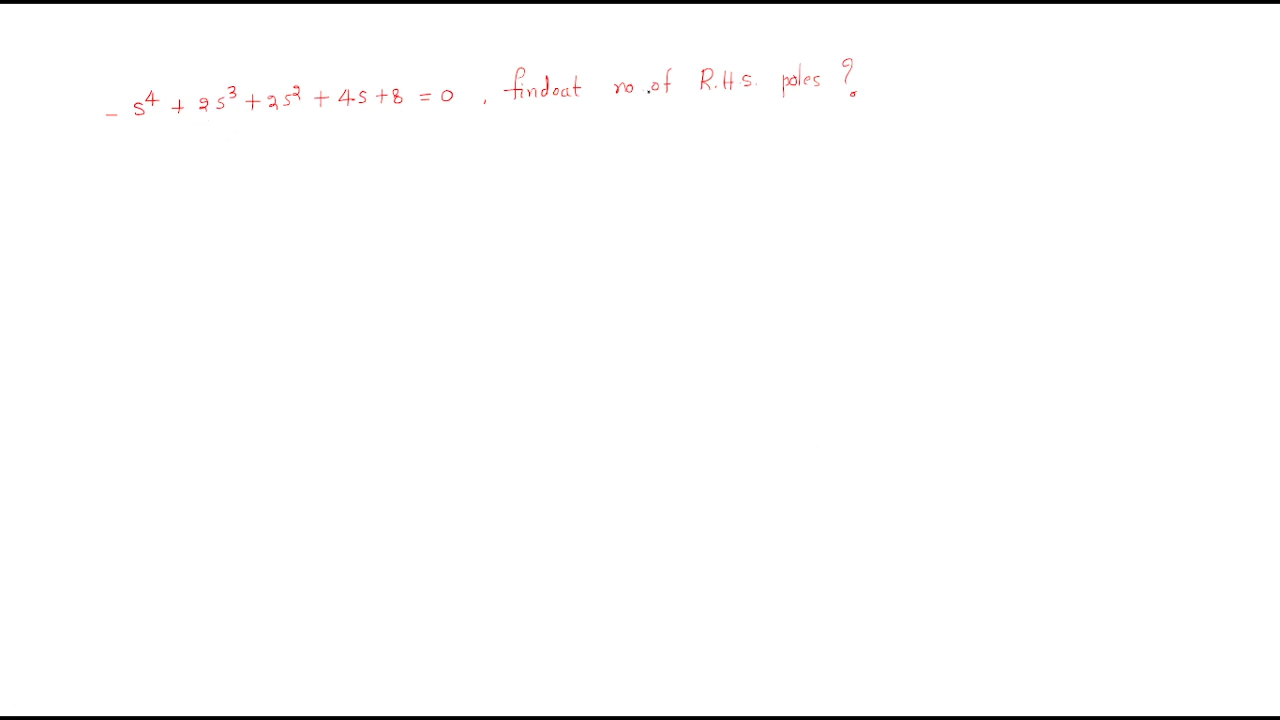 - s⁴ + 2s³ + 2s² + 4s + 8 = 0 , findout no. of R.H.S. poles ?